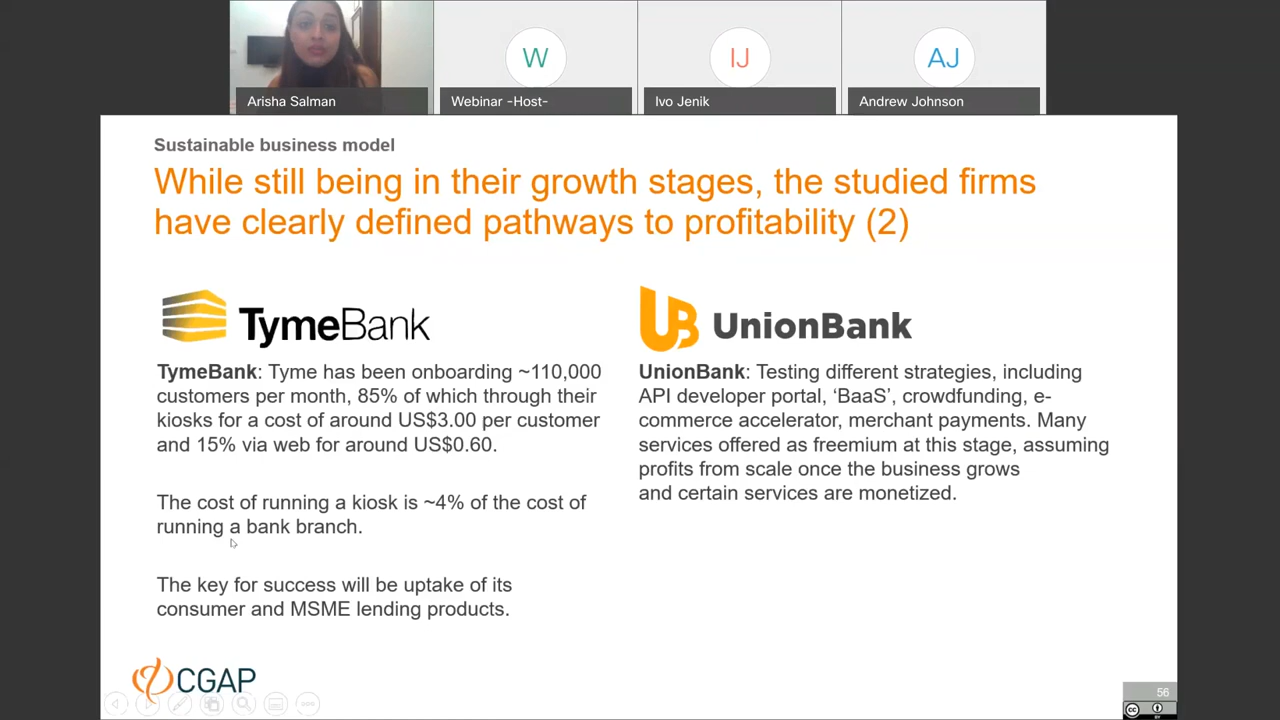 Arisha Salman
W
Webinar -Host-
IJ
Ivo Jenik
AJ
Andrew Johnson
Sustainable business model
While still being in their growth stages, the studied firms
have clearly defined pathways to profitability (2)
TymeBank
TymeBank: Tyme has been onboarding ~110,000
customers per month, 85% of which through their
kiosks for a cost of around US$3.00 per customer
and 15% via web for around US$0.60.
The cost of running a kiosk is ~4% of the cost of
running a bank branch.
The key for success will be uptake of its
consumer and MSME lending products.
UB UnionBank
UnionBank: Testing different strategies, including
API developer portal, ‘BaaS’, crowdfunding, e-
commerce accelerator, merchant payments. Many
services offered as freemium at this stage, assuming
profits from scale once the business grows
and certain services are monetized.
CGAP
56
cc
BY